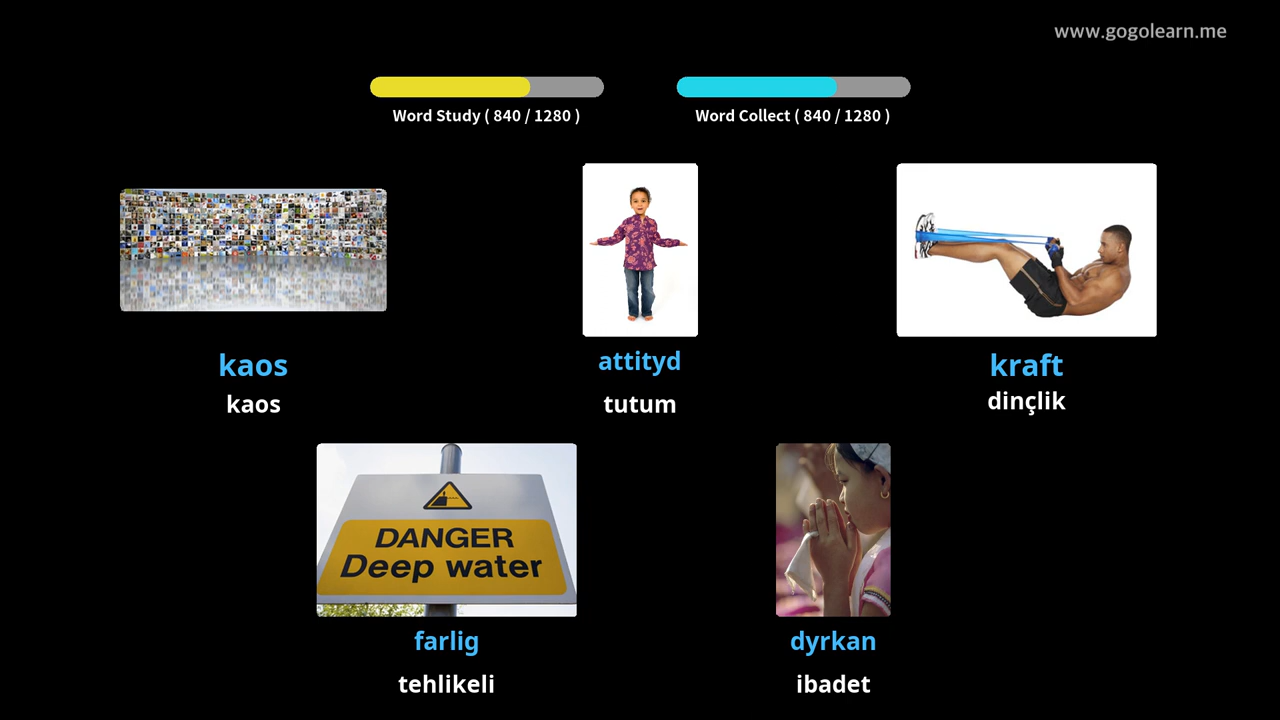 www.gogolearn.me
Word Study ( 840 / 1280 )
Word Collect ( 840 / 1280 )
kaos
kaos
attityd
tutum
kraft
dinçlik
DANGER
Deep water
farlig
tehlikeli
dyrkan
ibadet